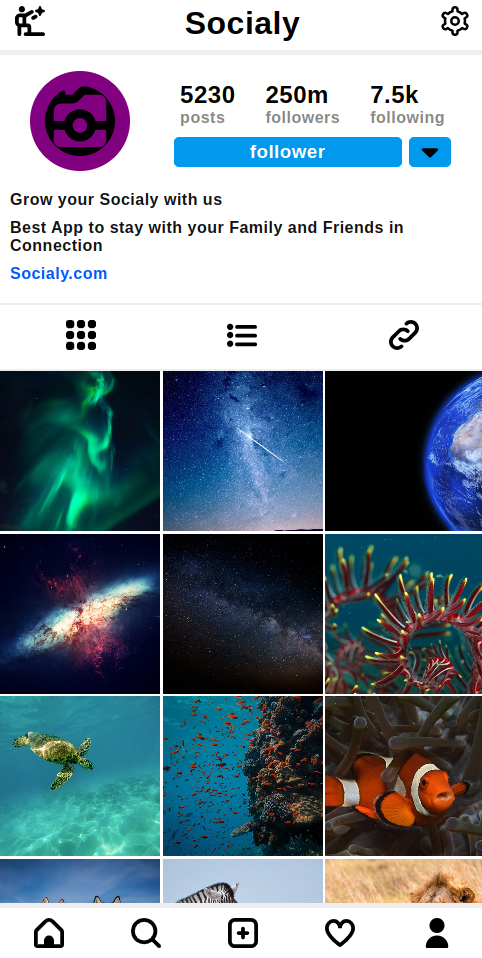 Socialy
5230 250m 7.5k
posts followers following
follower
Grow your Socialy with us
Best App to stay with your Family and Friends in
Connection
Socialy.com